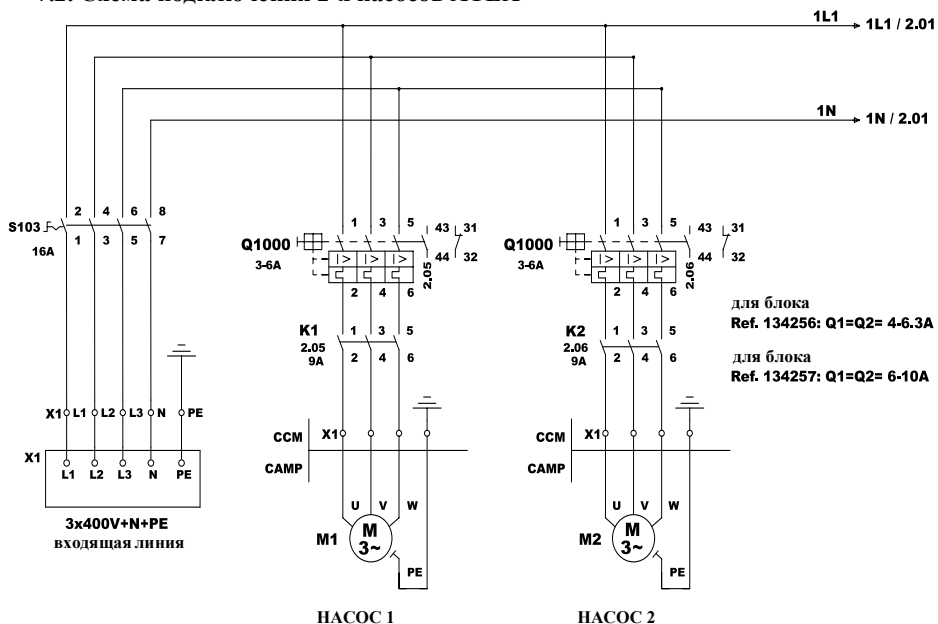 1L1
1L1 / 2.01
1N
1N / 2.01
2 4 6 8
S103
16A
1 3 5 7
1 3 5 43 31
Q1000
3-6A
44 32
2.05
2 4 6
1 3 5 43 31
Q1000
3-6A
44 32
2.06
2 4 6
для блока
Ref. 134256: Q1=Q2= 4-6.3A
для блока
Ref. 134257: Q1=Q2= 6-10A
K1
2.05
9A
1 3 5
2 4 6
K2
2.06
9A
1 3 5
2 4 6
X1 L1 L2 L3 N PE
X1
L1 L2 L3 N PE
3x400V+N+PE
входящая линия
CCM X1
CAMP
U V W
M1
M
3~
PE
НАСОС 1
CCM X1
CAMP
U V W
M2
M
3~
PE
НАСОС 2